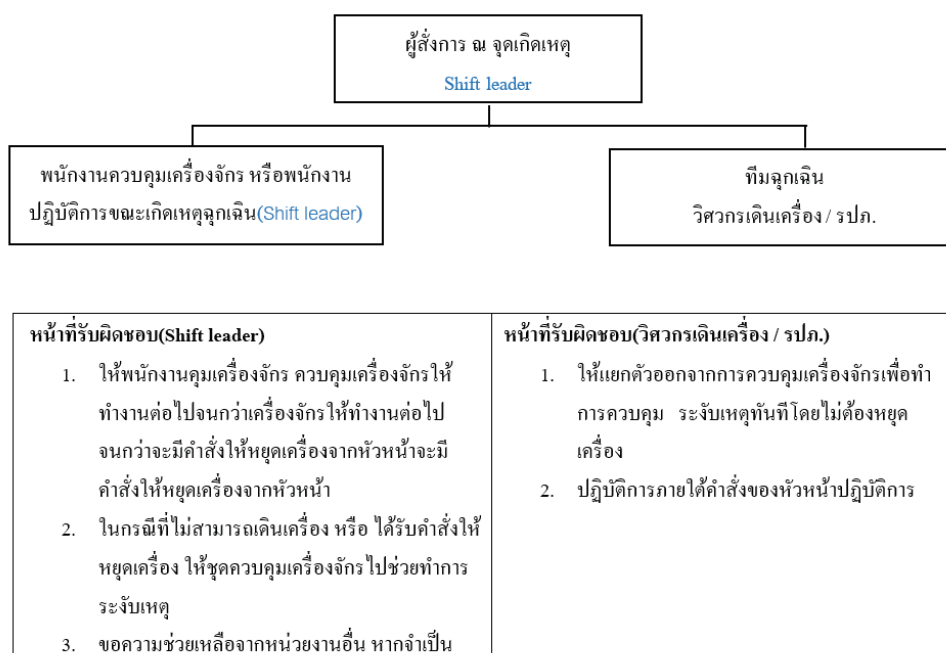 ผู้สั่งการ ณ จุดเกิดเหตุ
Shift leader
พนักงานควบคุมเครื่องจักร หรือพนักงาน
ปฏิบัติการขณะเกิดเหตุฉุกเฉิน(Shift leader)
ทีมฉุกเฉิน
วิศวกรเดินเครื่อง / รปภ.
หน้าที่รับผิดชอบ(Shift leader)
1. ให้พนักงานคุมเครื่องจักร ควบคุมเครื่องจักรให้
ทำงานต่อไปจนกว่าเครื่องจักรให้ทำงานต่อไป
จนกว่าจะมีคำสั่งให้หยุดเครื่องจากหัวหน้าจะมี
คำสั่งให้หยุดเครื่องจากหัวหน้า
2. ในกรณีที่ไม่สามารถเดินเครื่อง หรือ ได้รับคำสั่งให้
หยุดเครื่อง ให้ชุดควบคุมเครื่องจักรไปช่วยทำการ
ระงับเหตุ
3. ขอความช่วยเหลือจากหน่วยงานอื่น หากจำเป็น
หน้าที่รับผิดชอบ(วิศวกรเดินเครื่อง / รปภ.)
1. ให้แยกตัวออกจากการควบคุมเครื่องจักรเพื่อทำ
การควบคุม ระงับเหตุทันทีโดยไม่ต้องหยุด
เครื่อง
2. ปฏิบัติการภายใต้คำสั่งของหัวหน้าปฏิบัติการ